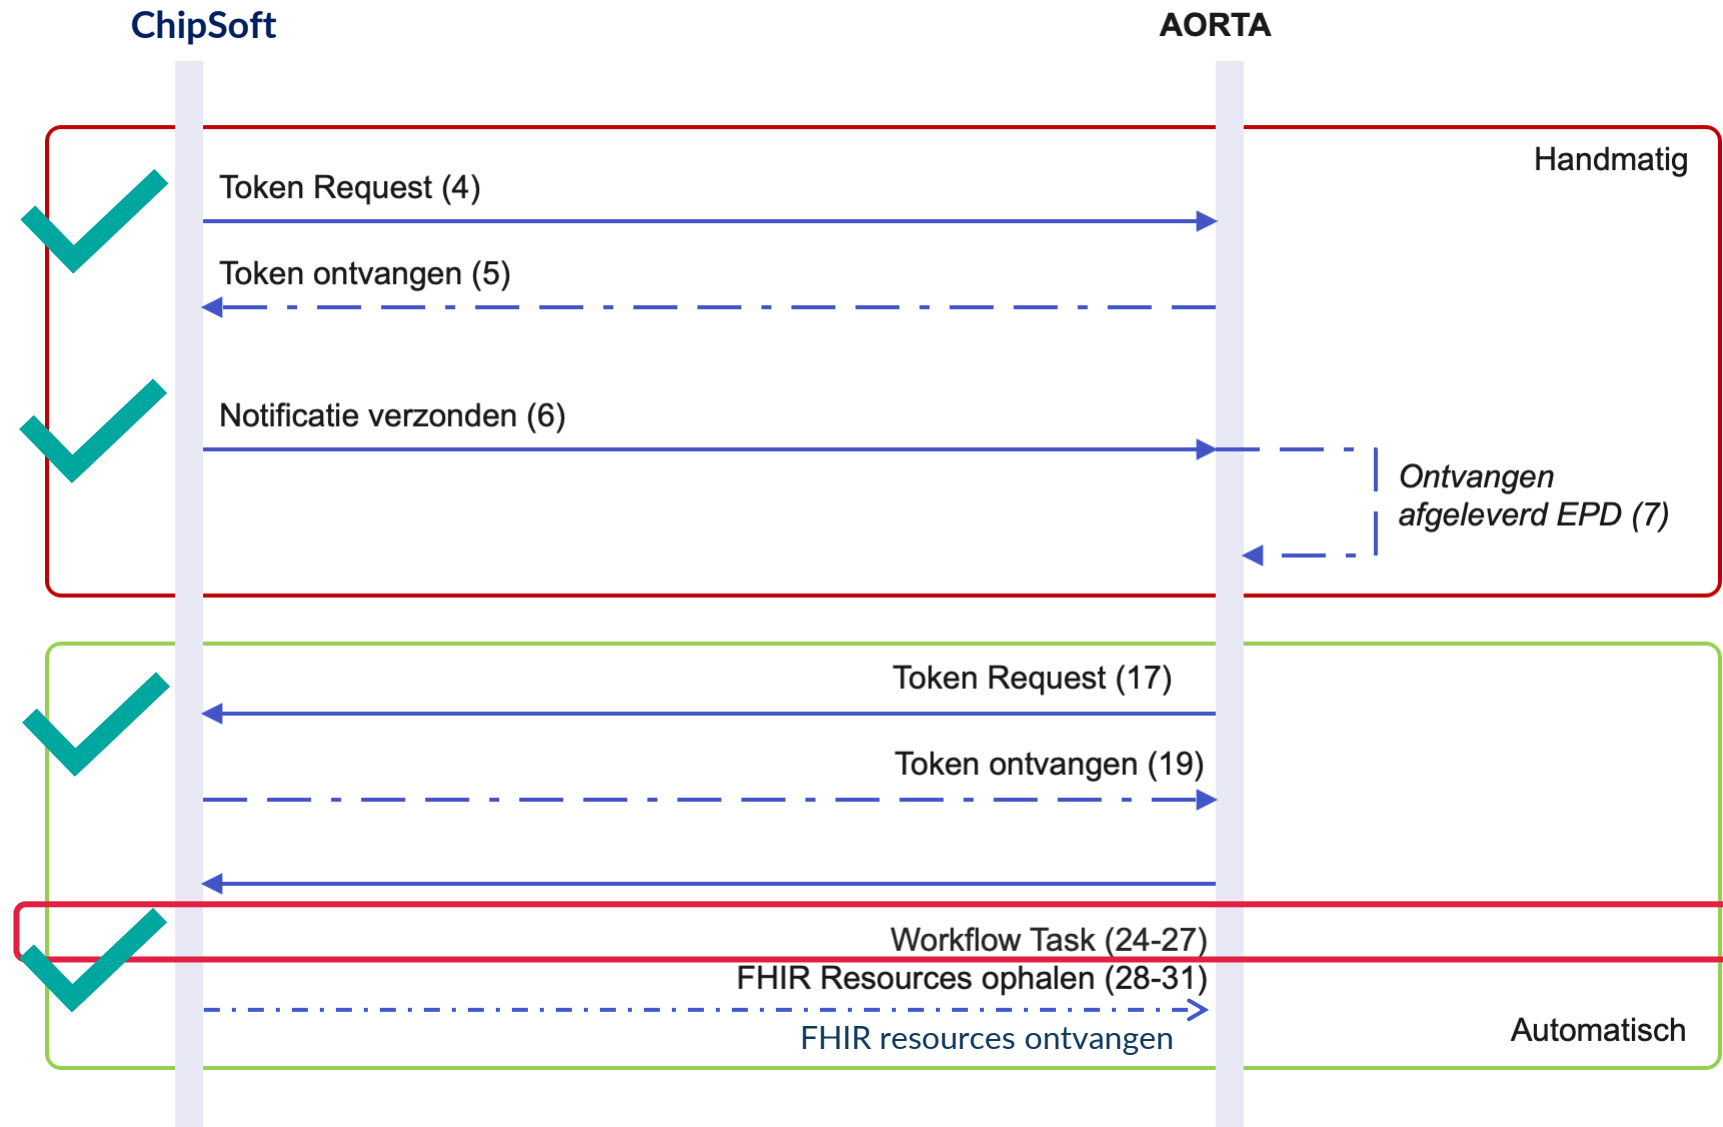 ChipSoft
AORTA
Handmatig
Token Request (4)
Token ontvangen (5)
Notificatie verzonden (6)
Ontvangen
afgeleverd EPD (7)
Token Request (17)
Token ontvangen (19)
Workflow Task (24-27)
FHIR Resources ophalen (28-31)
FHIR resources ontvangen
Automatisch